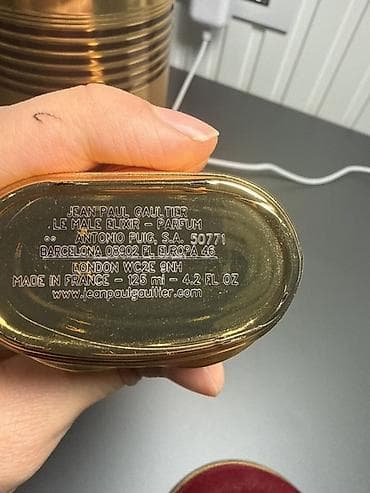 JEAN PAUL GAULTIER
LE MALE ELIXIR - PARFUM
ANTONIO PUIG, S.A. 50771
BARCELONA 08902 PL EUROPA 46
LONDON WC2E 9NH
MADE IN FRANCE - 125 ml - 4.2 FL OZ
www.jeanpaulgaultier.com